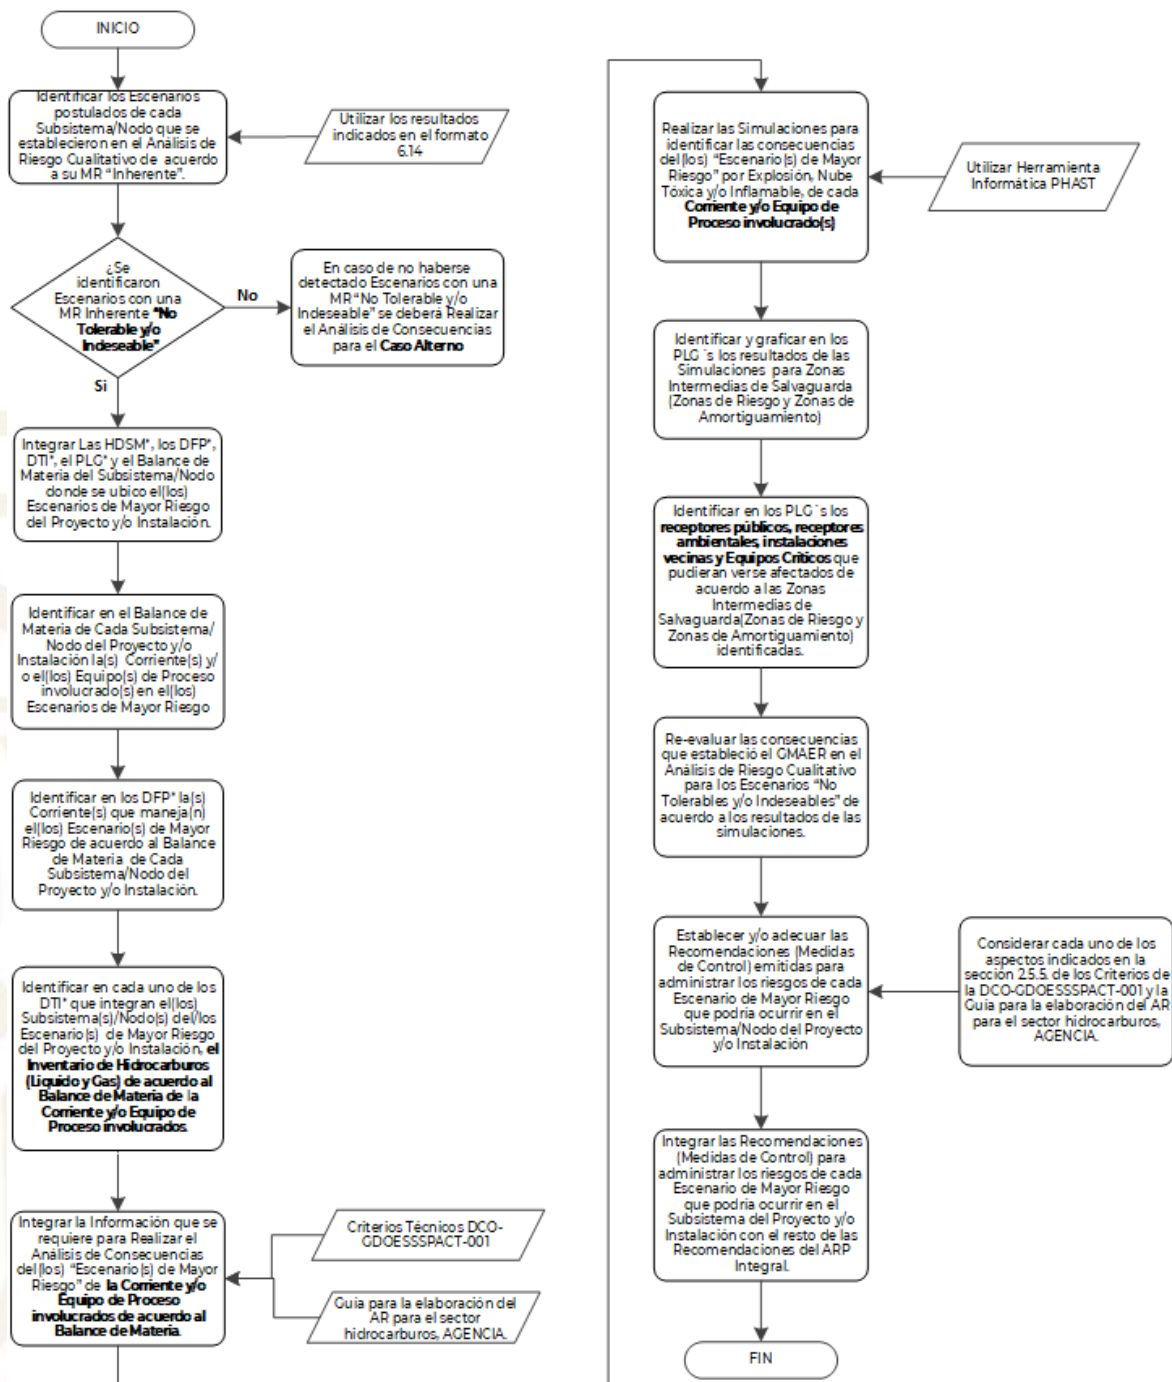 INICIO
Identificar los Escenarios
postulados de cada
Subsistema/Nodo que se
establecieron en el Análisis de
Riesgo Cualitativo de acuerdo
a su MR "Inherente".
Utilizar los resultados
indicados en el formato
6.14
¿Se
identificaron
Escenarios con una
MR Inherente "No
Tolerable y/o
Indeseable"
No
En caso de no haberse
detectado Escenarios con una
MR "No Tolerable y/o
Indeseable" se deberá Realizar
el Análisis de Consecuencias
para el Caso Alterno
Si
Integrar Las HDSM*, los DFP*,
DTI*, el PLG* y el Balance de
Materia del Subsistema/Nodo
donde se ubico el(los)
Escenarios de Mayor Riesgo
del Proyecto y/o Instalación.
Identificar en el Balance de
Materia de Cada Subsistema/
Nodo del Proyecto y/o
Instalación la(s) Corriente(s) y/
o el(los) Equipo(s) de Proceso
involucrado(s) en el(los)
Escenarios de Mayor Riesgo
Identificar en los DFP* la(s)
Corriente(s) que maneja(n)
el(los) Escenario(s) de Mayor
Riesgo de acuerdo al Balance
de Materia de Cada
Subsistema/Nodo del
Proyecto y/o Instalación.
Identificar en cada uno de los
DTI* que integran el(los)
Subsistema(s)/Nodo(s) del/los
Escenario(s) de Mayor Riesgo
del Proyecto y/o Instalación, el
Inventario de Hidrocarburos
(Liquido y Gas) de acuerdo al
Balance de Materia de la
Corriente y/o Equipo de
Proceso involucrados.
Integrar la Información que se
requiere para Realizar el
Análisis de Consecuencias
del(los) "Escenario(s) de Mayor
Riesgo" de la Corriente y/o
Equipo de Proceso
involucrados de acuerdo al
Balance de Materia.
Criterios Técnicos DCO-
GDOESSSPACT-001
Guía para la elaboración del
AR para el sector
hidrocarburos, AGENCIA.
Realizar las Simulaciones para
identificar las consecuencias
del(los) "Escenario(s) de Mayor
Riesgo" por Explosión, Nube
Tóxica y/o Inflamable, de cada
Corriente y/o Equipo de
Proceso involucrado(s)
Utilizar Herramienta
Informática PHAST
Identificar y graficar en los
PLG´s los resultados de las
Simulaciones para Zonas
Intermedias de Salvaguarda
(Zonas de Riesgo y Zonas de
Amortiguamiento)
Identificar en los PLG´s los
receptores públicos, receptores
ambientales, instalaciones
vecinas y Equipos Criticos que
pudieran verse afectados de
acuerdo a las Zonas
Intermedias de
Salvaguarda(Zonas de Riesgo y
Zonas de Amortiguamiento)
identificadas.
Re-evaluar las consecuencias
que estableció el GMAER en el
Análisis de Riesgo Cualitativo
para los Escenarios "No
Tolerables y/o Indeseables" de
acuerdo a los resultados de las
simulaciones.
Establecer y/o adecuar las
Recomendaciones (Medidas
de Control) emitidas para
administrar los riesgos de cada
Escenario de Mayor Riesgo
que podría ocurrir en el
Subsistema/Nodo del Proyecto
y/o Instalación
Considerar cada uno de los
aspectos indicados en la
sección 2.5.5. de los Criterios de
la DCO-GDOESSSPACT-001 y la
Guía para la elaboración del AR
para el sector hidrocarburos,
AGENCIA.
Integrar las Recomendaciones
(Medidas de Control) para
administrar los riesgos de cada
Escenario de Mayor Riesgo
que podría ocurrir en el
Subsistema del Proyecto y/o
Instalación con el resto de las
Recomendaciones del ARP
Integral.
FIN